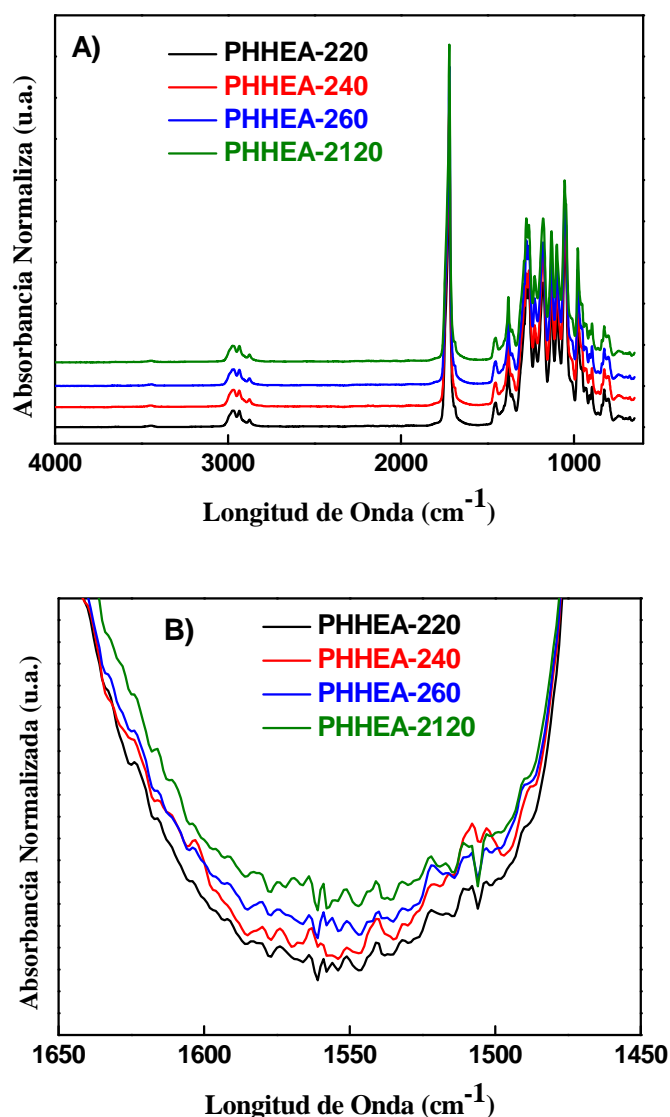 A)
PHHEA-220
PHHEA-240
PHHEA-260
PHHEA-2120
Absorbancia Normaliza (u.a.)
4000 3000 2000 1000
Longitud de Onda (cm-1)
B)
PHHEA-220
PHHEA-240
PHHEA-260
PHHEA-2120
Absorbancia Normalizada (u.a.)
1650 1600 1550 1500 1450
Longitud de Onda (cm-1)